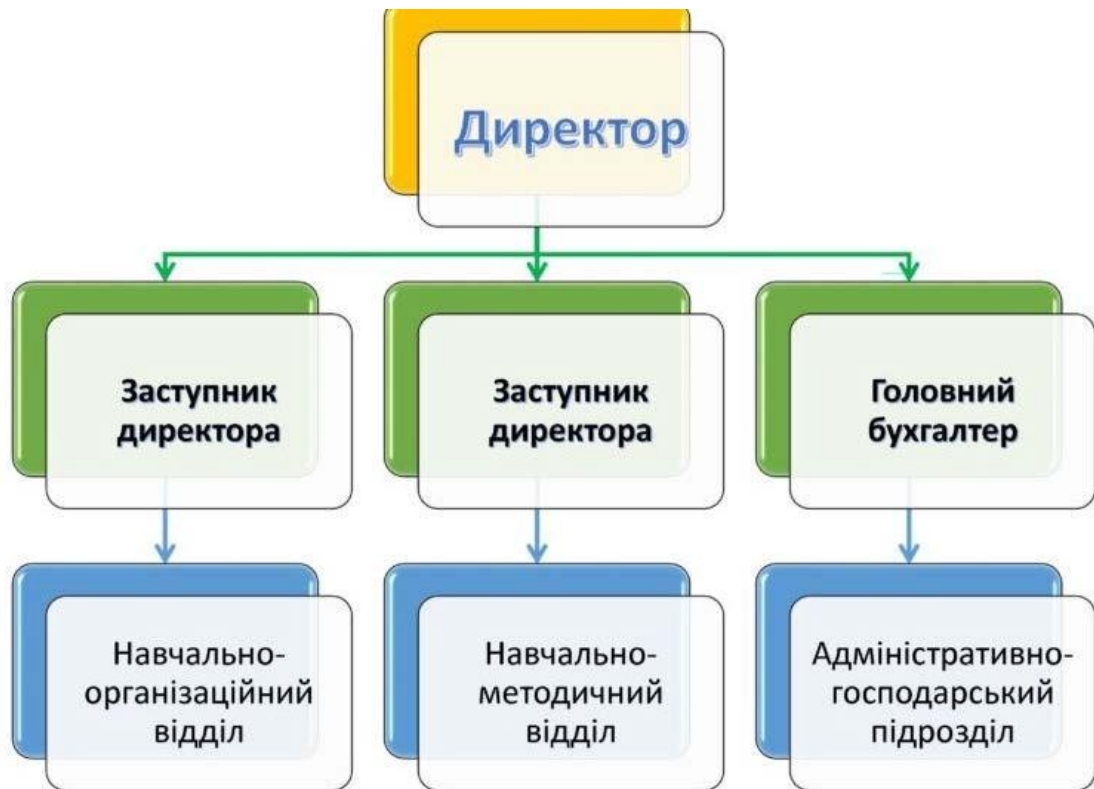 Директор
Заступник
директора
Заступник
директора
Головний
бухгалтер
Навчально-
організаційний
відділ
Навчально-
методичний
відділ
Адміністративно-
господарський
підрозділ